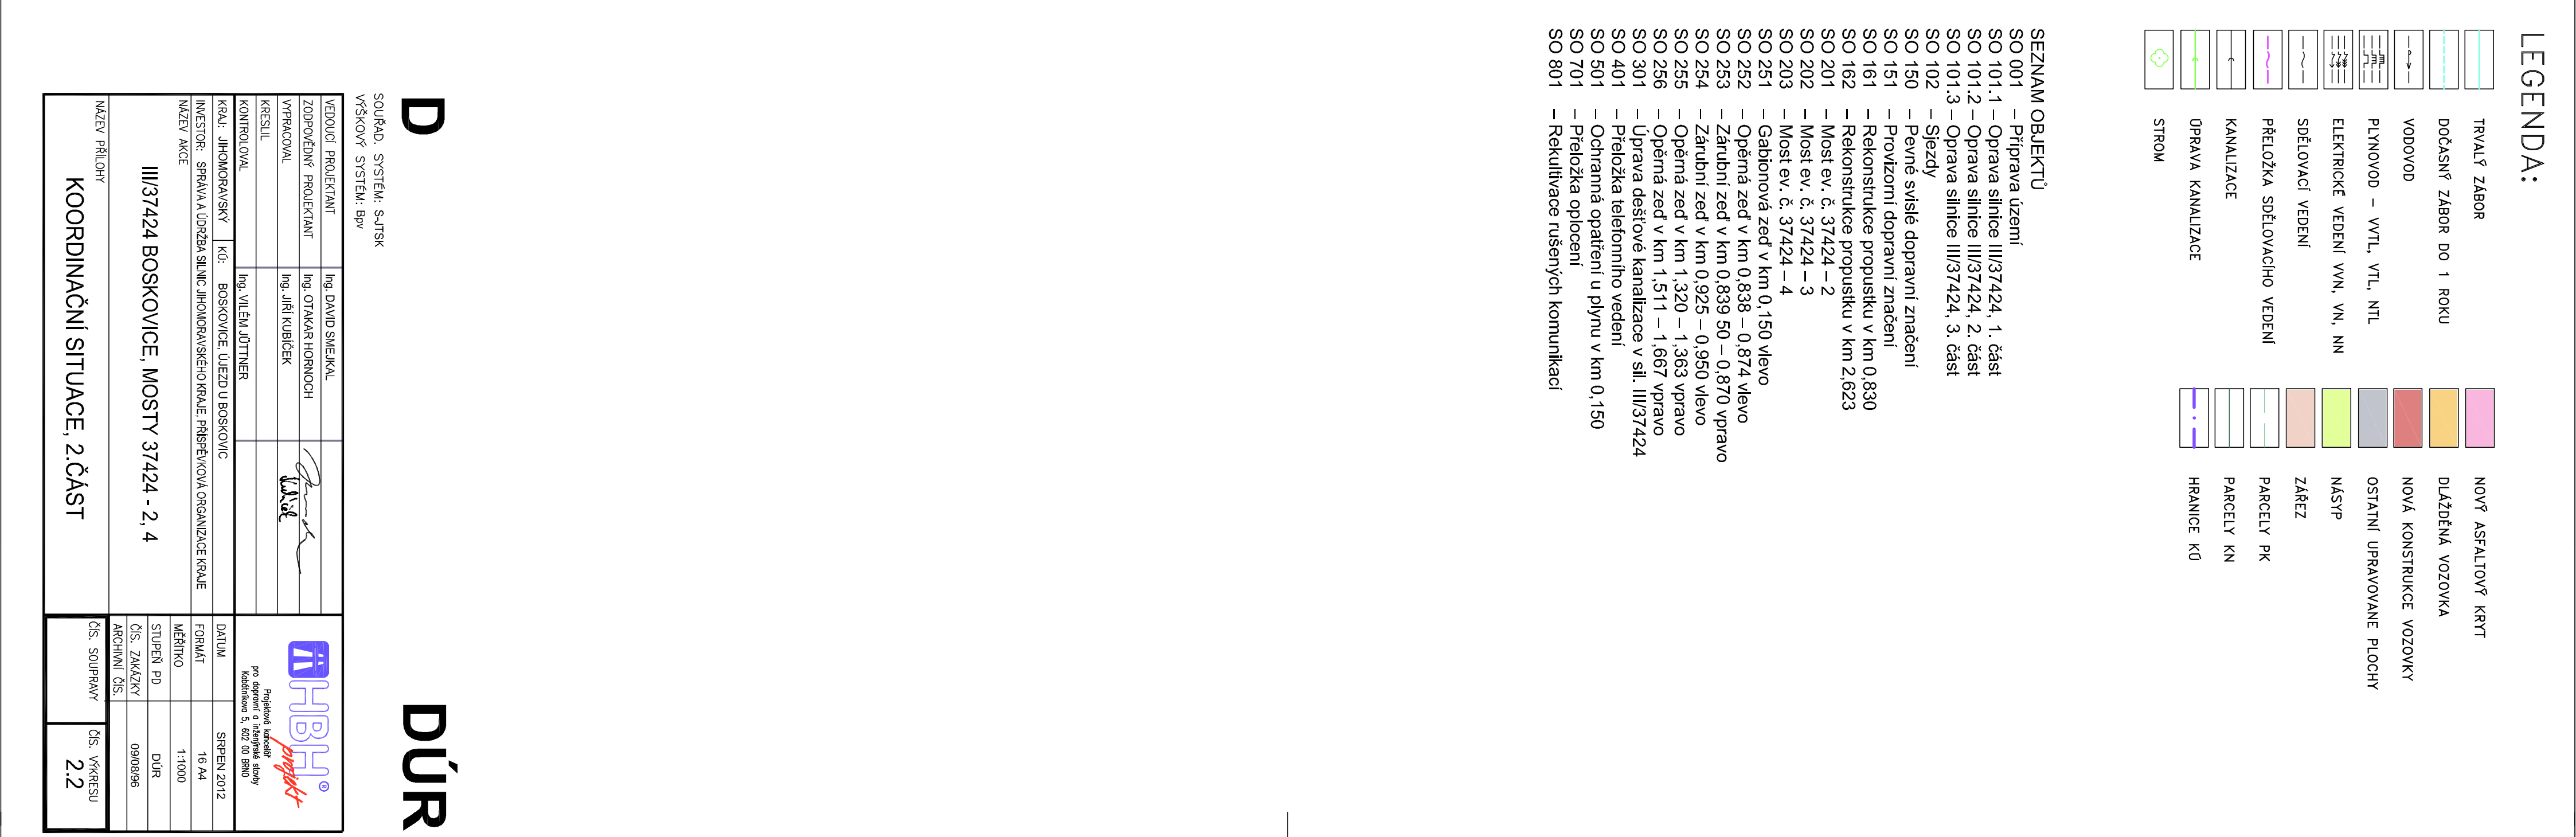 LEGENDA:
TRVALÝ ZÁBOR
DOČASNÝ ZÁBOR DO 1 ROKU
VODOVOD
PLYNOVOD – VVTL, VTL, NTL
ELEKTRICKÉ VEDENÍ VVN, VN, NN
SDĚLOVACÍ VEDENÍ
PŘELOŽKA SDĚLOVACÍHO VEDENÍ
KANALIZACE
ÚPRAVA KANALIZACE
STROM
NOVÝ ASFALTOVÝ KRYT
DLÁŽDĚNÁ VOZOVKA
NOVÁ KONSTRUKCE VOZOVKY
OSTATNÍ UPRAVOVANE PLOCHY
NÁSYP
ZÁŘEZ
PARCELY PK
PARCELY KN
HRANICE KÚ
SEZNAM OBJEKTŮ
SO 001 – Příprava území
SO 101.1 – Oprava silnice III/37424, 1. část
SO 101.2 – Oprava silnice III/37424, 2. část
SO 101.3 – Oprava silnice III/37424, 3. část
SO 102 – Sjezdy
SO 150 – Pevné svislé dopravní značení
SO 151 – Provizorní dopravní značení
SO 161 – Rekonstrukce propustku v km 0,830
SO 162 – Rekonstrukce propustku v km 2,623
SO 201 – Most ev. č. 37424 – 2
SO 202 – Most ev. č. 37424 – 3
SO 203 – Most ev. č. 37424 – 4
SO 251 – Gabionová zeď v km 0,150 vlevo
SO 252 – Opěrná zeď v km 0,838 – 0,874 vlevo
SO 253 – Zárubní zeď v km 0,839 50 – 0,870 vpravo
SO 254 – Zárubní zeď v km 0,925 – 0,950 vlevo
SO 255 – Opěrná zeď v km 1,320 – 1,363 vpravo
SO 256 – Opěrná zeď v km 1,511 – 1,667 vpravo
SO 301 – Úprava dešťové kanalizace v sil. III/37424
SO 401 – Přeložka telefonního vedení
SO 501 – Ochranná opatření u plynu v km 0,150
SO 701 – Přeložka oplocení
SO 801 – Rekultivace rušených komunikací
D
DÚR
SOUŘAD. SYSTÉM: S-JTSK
VÝŠKOVÝ SYSTÉM: Bpv
VEDOUCÍ PROJEKTANT Ing. DAVID SMEJKAL
ZODPOVĚDNÝ PROJEKTANT Ing. OTAKAR HORNOCH
VYPRACOVAL Ing. JIŘÍ KUBÍČEK
KRESLIL
KONTROLOVAL Ing. VILÉM JÜTTNER
HBH®
projekt
Projektová kancelář
pro dopravní a inženýrské stavby
Kabátníkova 5, 602 00 BRNO
KRAJ: JIHOMORAVSKÝ KÚ: BOSKOVICE, ÚJEZD U BOSKOVIC
INVESTOR: SPRÁVA A ÚDRŽBA SILNIC JIHOMORAVSKÉHO KRAJE, PŘÍSPĚVKOVÁ ORGANIZACE KRAJE
NÁZEV AKCE
III/37424 BOSKOVICE, MOSTY 37424 - 2, 4
NÁZEV PŘÍLOHY
KOORDINAČNÍ SITUACE, 2.ČÁST
DATUM SRPEN 2012
FORMÁT 16 A4
MĚŘÍTKO 1:1000
STUPEŇ PD DÚR
ČÍS. ZAKÁZKY 09/08/96
ARCHIVNÍ ČÍS.
ČÍS. SOUPRAVY
ČÍS. VÝKRESU
2.2